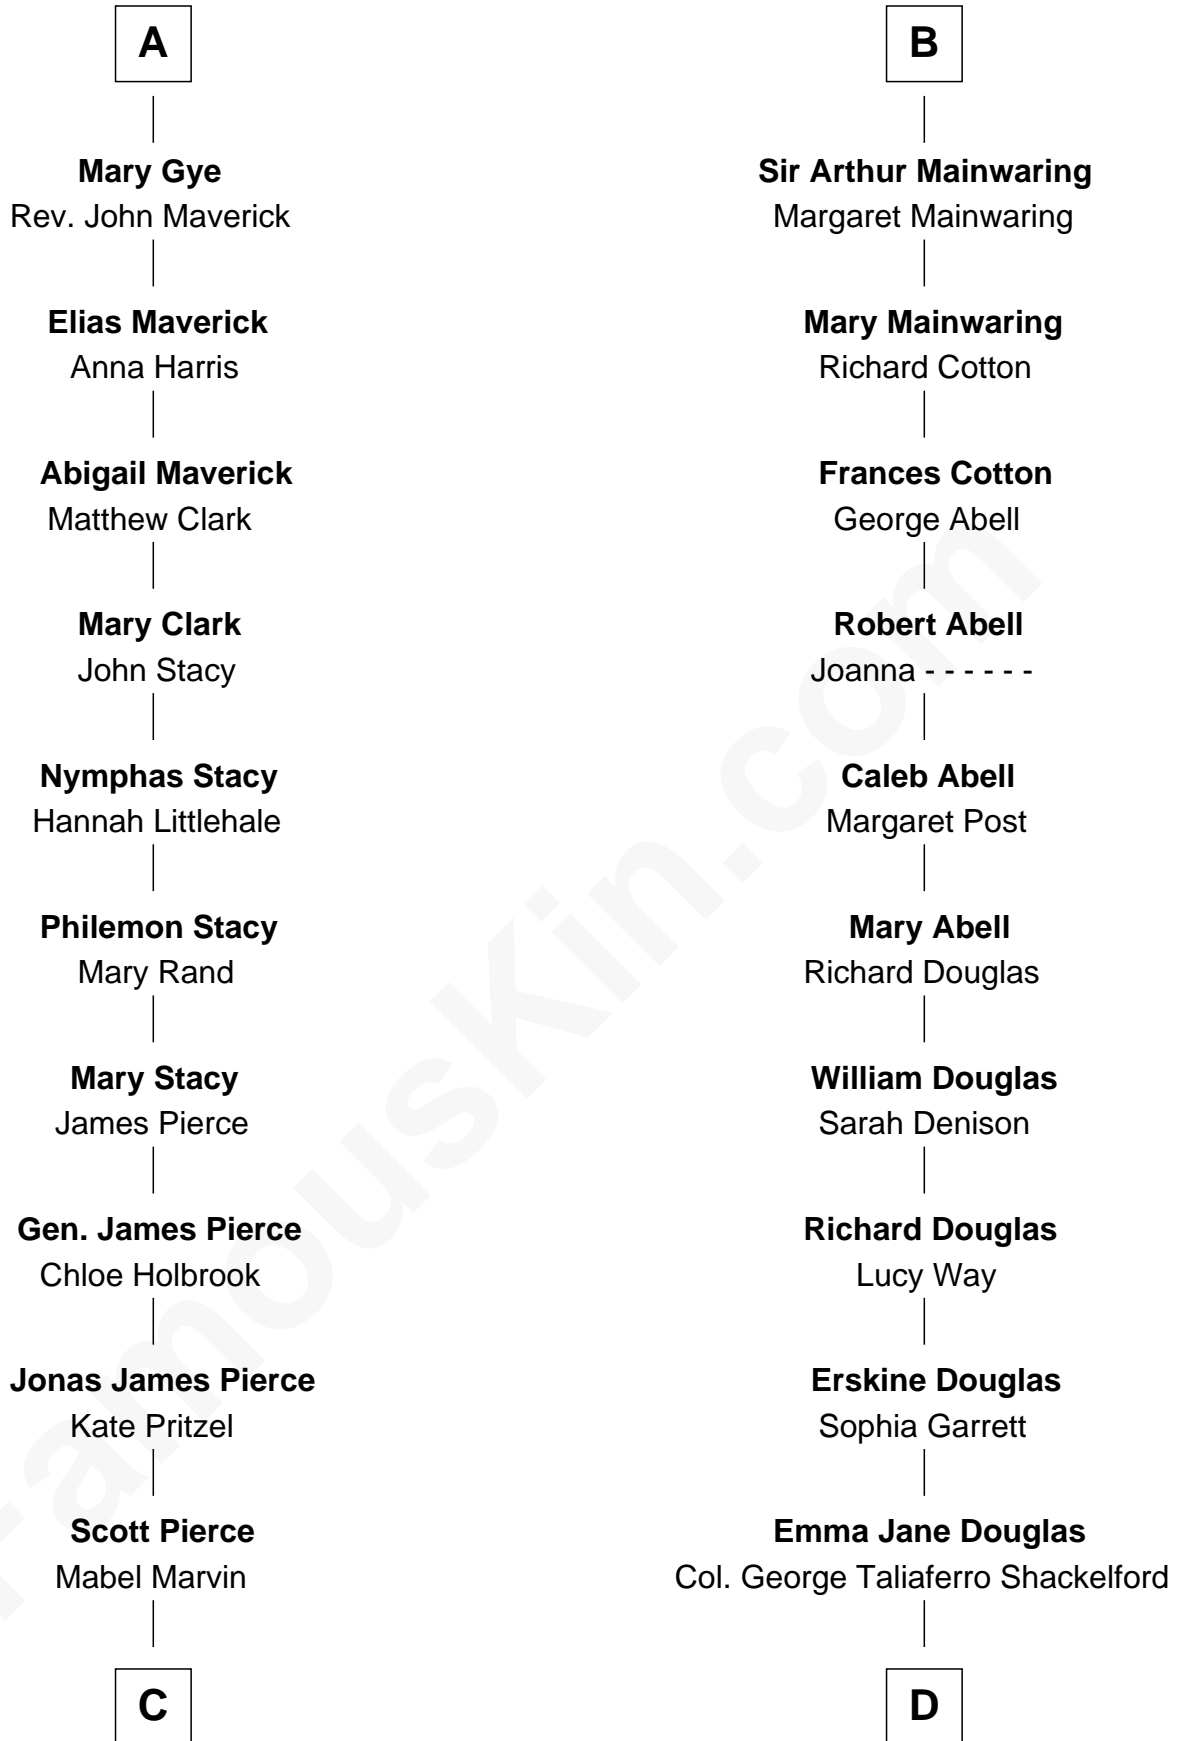 A
Mary Gye
Rev. John Maverick
Elias Maverick
Anna Harris
Abigail Maverick
Matthew Clark
Mary Clark
John Stacy
Nymphas Stacy
Hannah Littlehale
Philemon Stacy
Mary Rand
Mary Stacy
James Pierce
Gen. James Pierce
Chloe Holbrook
Jonas James Pierce
Kate Pritzel
Scott Pierce
Mabel Marvin
C
B
Sir Arthur Mainwaring
Margaret Mainwaring
Mary Mainwaring
Richard Cotton
Frances Cotton
George Abell
Robert Abell
Joanna - - - - - -
Caleb Abell
Margaret Post
Mary Abell
Richard Douglas
William Douglas
Sarah Denison
Richard Douglas
Lucy Way
Erskine Douglas
Sophia Garrett
Emma Jane Douglas
Col. George Taliaferro Shackelford
D
FamousKin.com